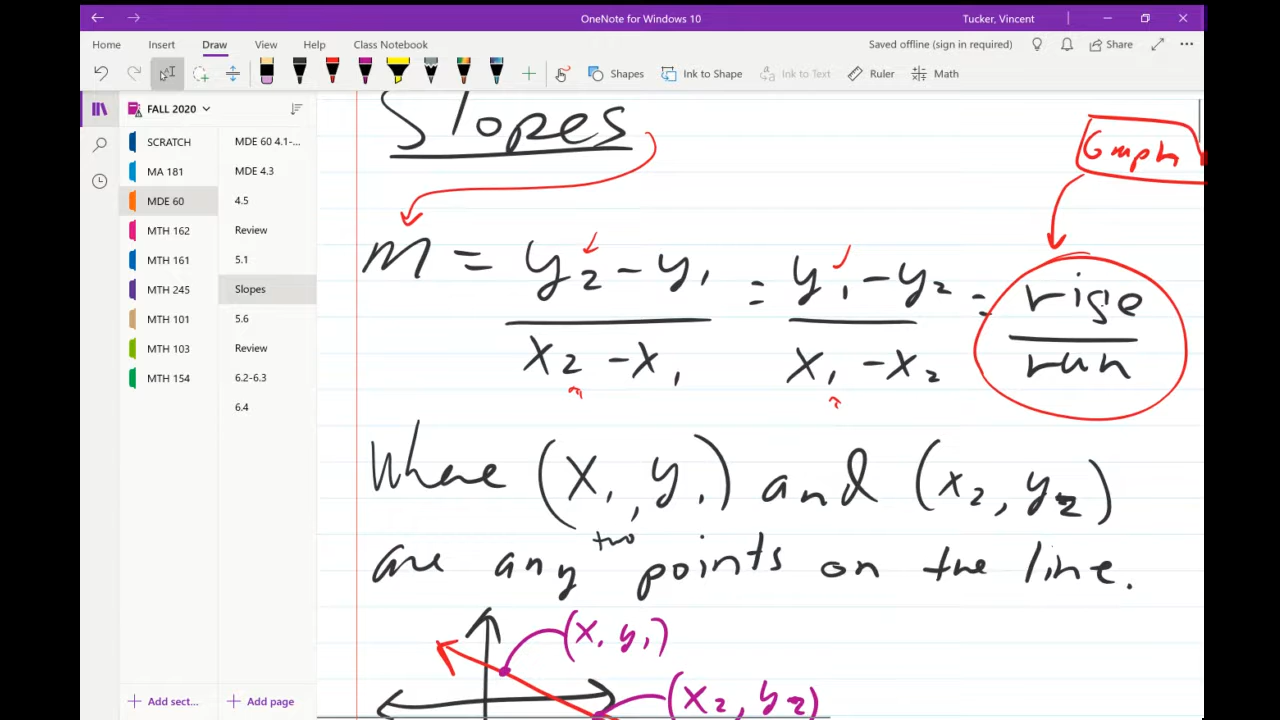 OneNote for Windows 10
Tucker, Vincent
Home Insert Draw View Help Class Notebook
Saved offline (sign in required)
Share
Shapes
Ink to Shape
Ink to Text
Ruler
Math
FALL 2020
SCRATCH
MA 181
MDE 60
MTH 162
MTH 161
MTH 245
MTH 101
MTH 103
MTH 154
Add sect...
MDE 60 4.1-...
MDE 4.3
4.5
Review
5.1
Slopes
5.6
Review
6.2-6.3
6.4
Add page
Slopes
Graph
m = y₂ - y₁ / x₂ - x₁ = y₁ - y₂ / x₁ - x₂ = rise / run
Where (x₁, y₁) and (x₂, y₂)
are any two points on the line.
(x₁ y₁)
(x₂, y₂)